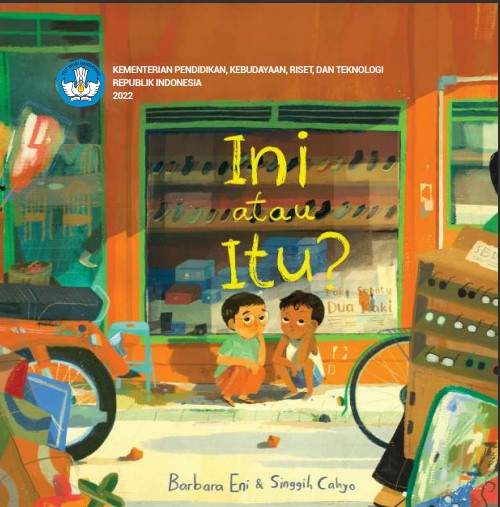 KEMENTERIAN PENDIDIKAN, KEBUDAYAAN, RISET, DAN TEKNOLOGI
REPUBLIK INDONESIA
2022
Ini
atau
Itu?
Dua Kaki
Barbara Eni & Singgih Cahyo